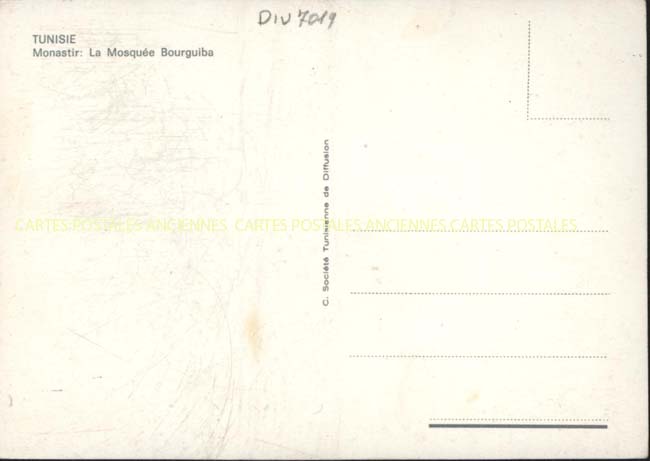 DIV 7019
TUNISIE
Monastir: La Mosquée Bourguiba
C. Société Tunisienne de Diffusion
CARTES POSTALES ANCIENNES CARTES POSTALES ANCIENNES CARTES POSTALES